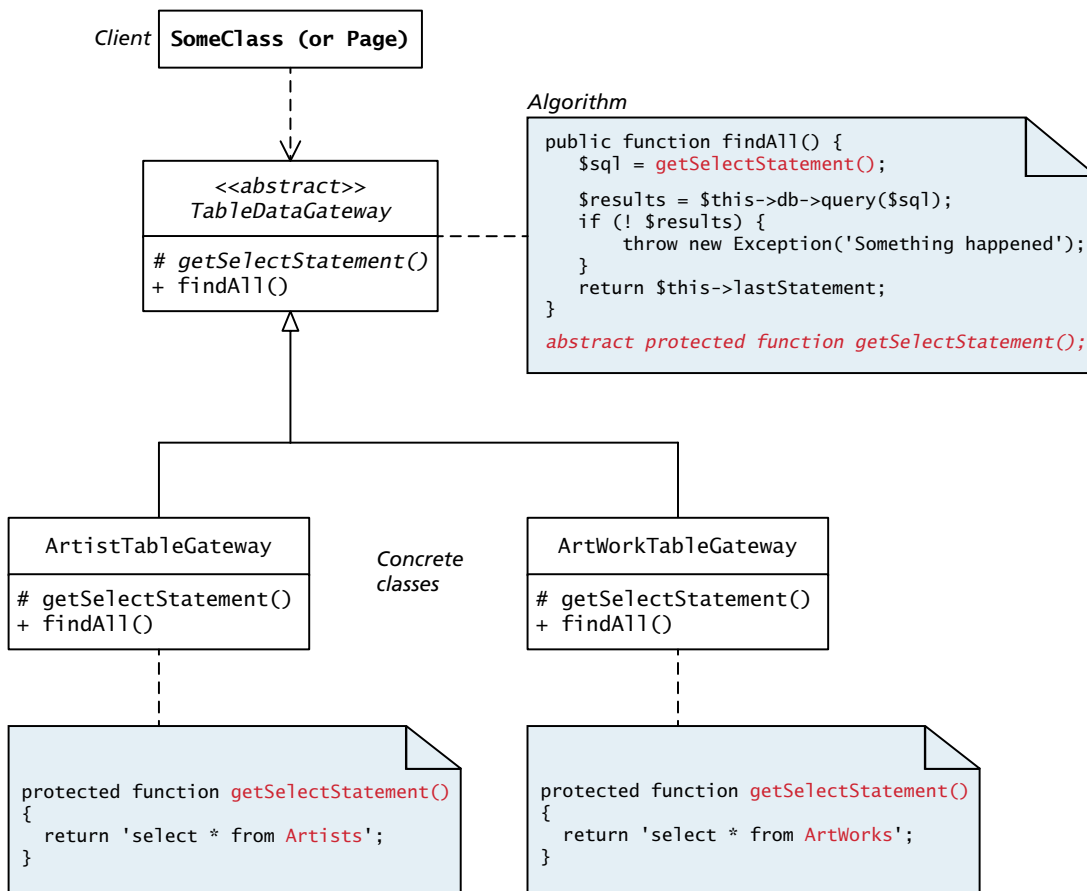 Client
SomeClass (or Page)
Algorithm
public function findAll() {
$sql = getSelectStatement();
$results = $this->db->query($sql);
if (! $results) {
throw new Exception('Something happened');
}
return $this->lastStatement;
}
abstract protected function getSelectStatement();
<<abstract>>
TableDataGateway
# getSelectStatement()
+ findAll()
ArtistTableGateway
# getSelectStatement()
+ findAll()
Concrete
classes
ArtWorkTableGateway
# getSelectStatement()
+ findAll()
protected function getSelectStatement()
{
return 'select * from Artists';
}
protected function getSelectStatement()
{
return 'select * from ArtWorks';
}